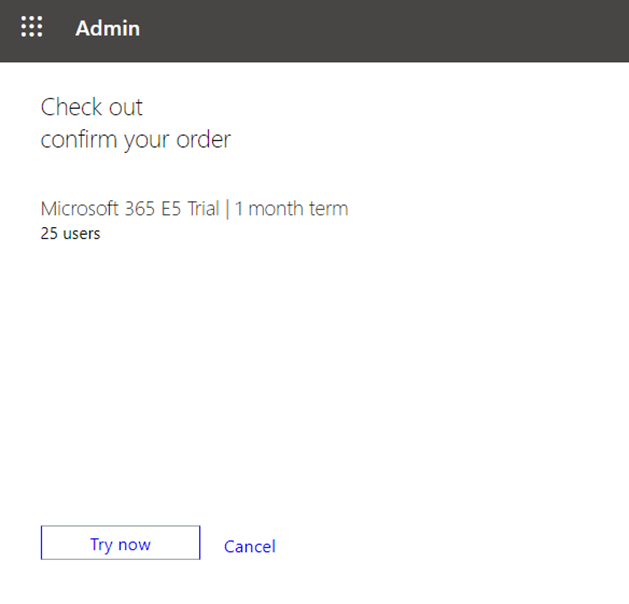 Admin
Check out
confirm your order
Microsoft 365 E5 Trial | 1 month term
25 users
Try now
Cancel